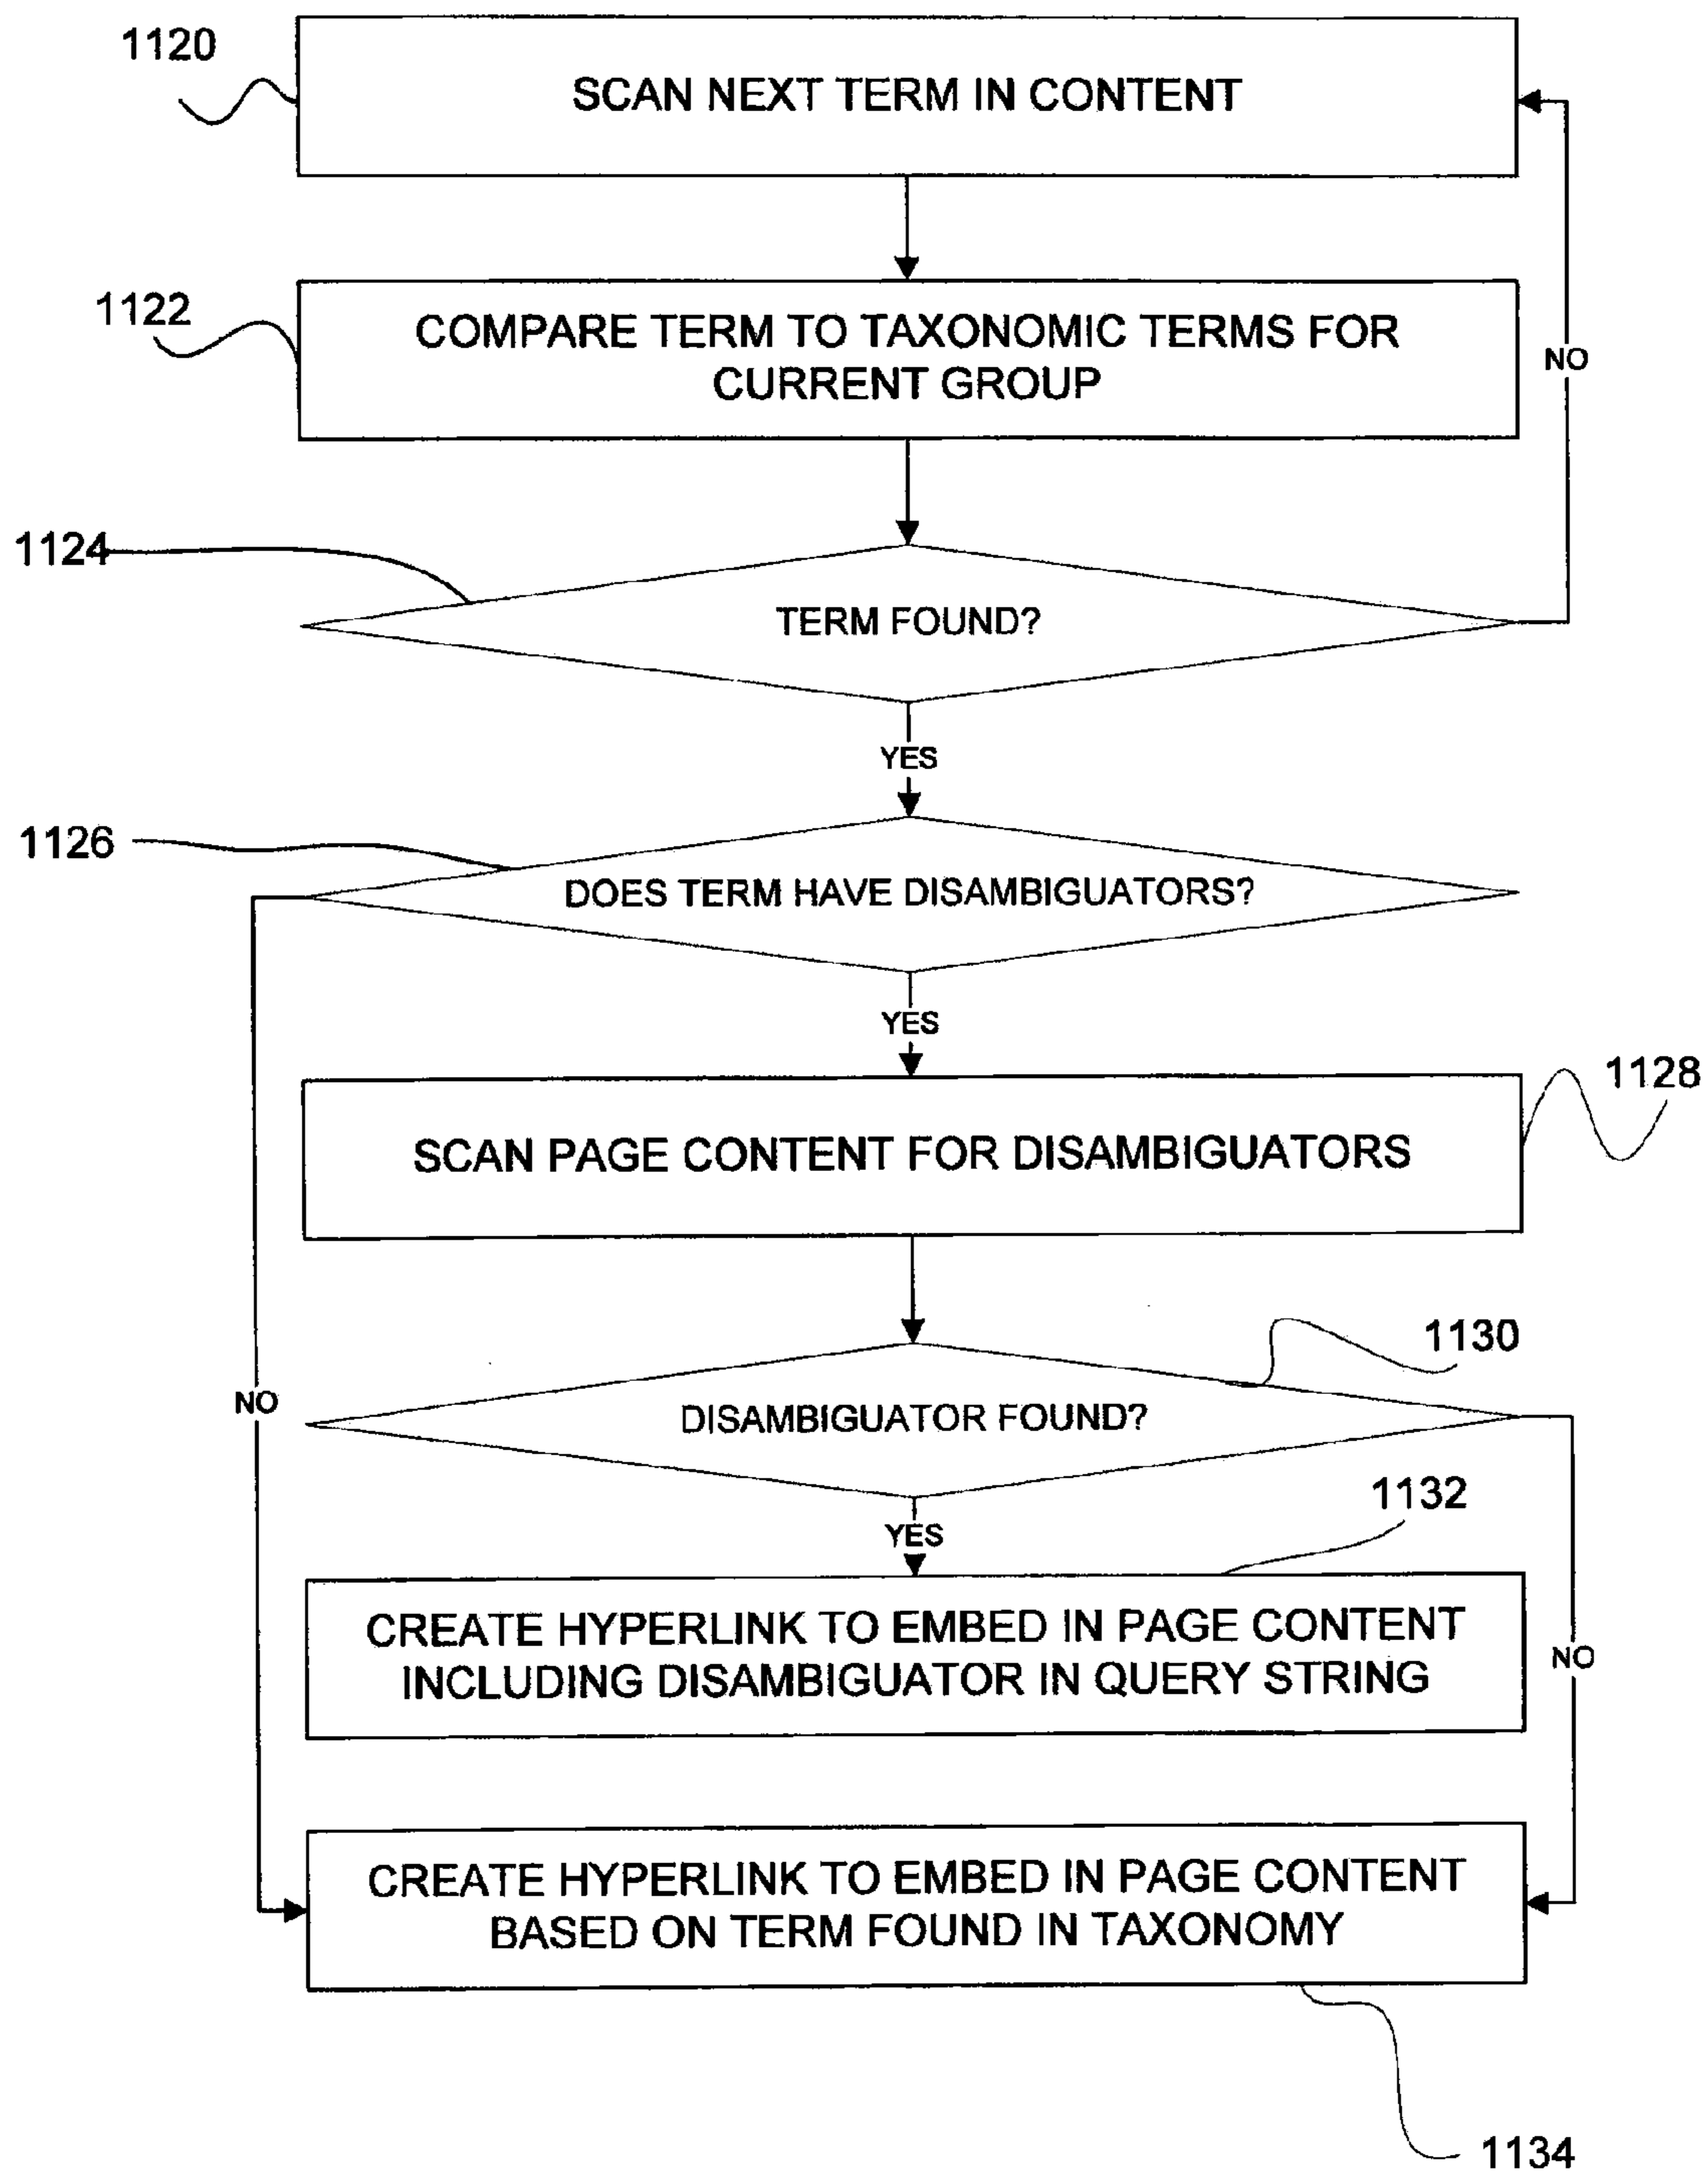 1120
SCAN NEXT TERM IN CONTENT
1122
COMPARE TERM TO TAXONOMIC TERMS FOR
CURRENT GROUP
NO
1124
TERM FOUND?
YES
1126
DOES TERM HAVE DISAMBIGUATORS?
YES
1128
SCAN PAGE CONTENT FOR DISAMBIGUATORS
1130
NO
DISAMBIGUATOR FOUND?
1132
YES
CREATE HYPERLINK TO EMBED IN PAGE CONTENT
INCLUDING DISAMBIGUATOR IN QUERY STRING
NO
CREATE HYPERLINK TO EMBED IN PAGE CONTENT
BASED ON TERM FOUND IN TAXONOMY
1134